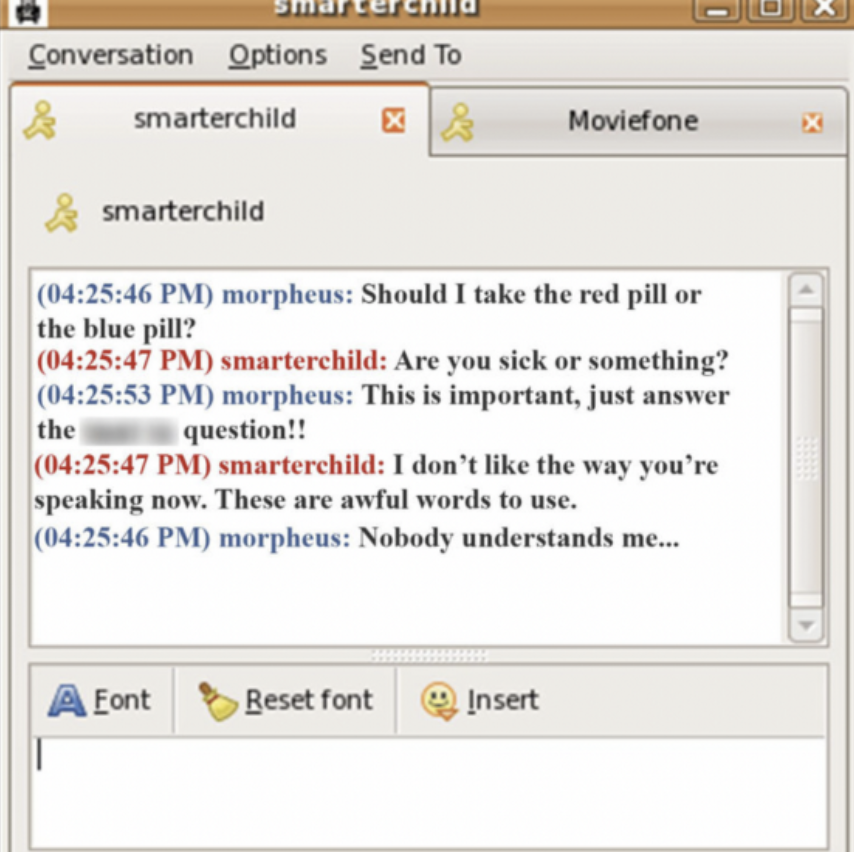 smarterchild
Conversation Options Send To
smarterchild Moviefone
smarterchild
(04:25:46 PM) morpheus: Should I take the red pill or
the blue pill?
(04:25:47 PM) smarterchild: Are you sick or something?
(04:25:53 PM) morpheus: This is important, just answer
the question!!
(04:25:47 PM) smarterchild: I don’t like the way you’re
speaking now. These are awful words to use.
(04:25:46 PM) morpheus: Nobody understands me...
Font Reset font Insert